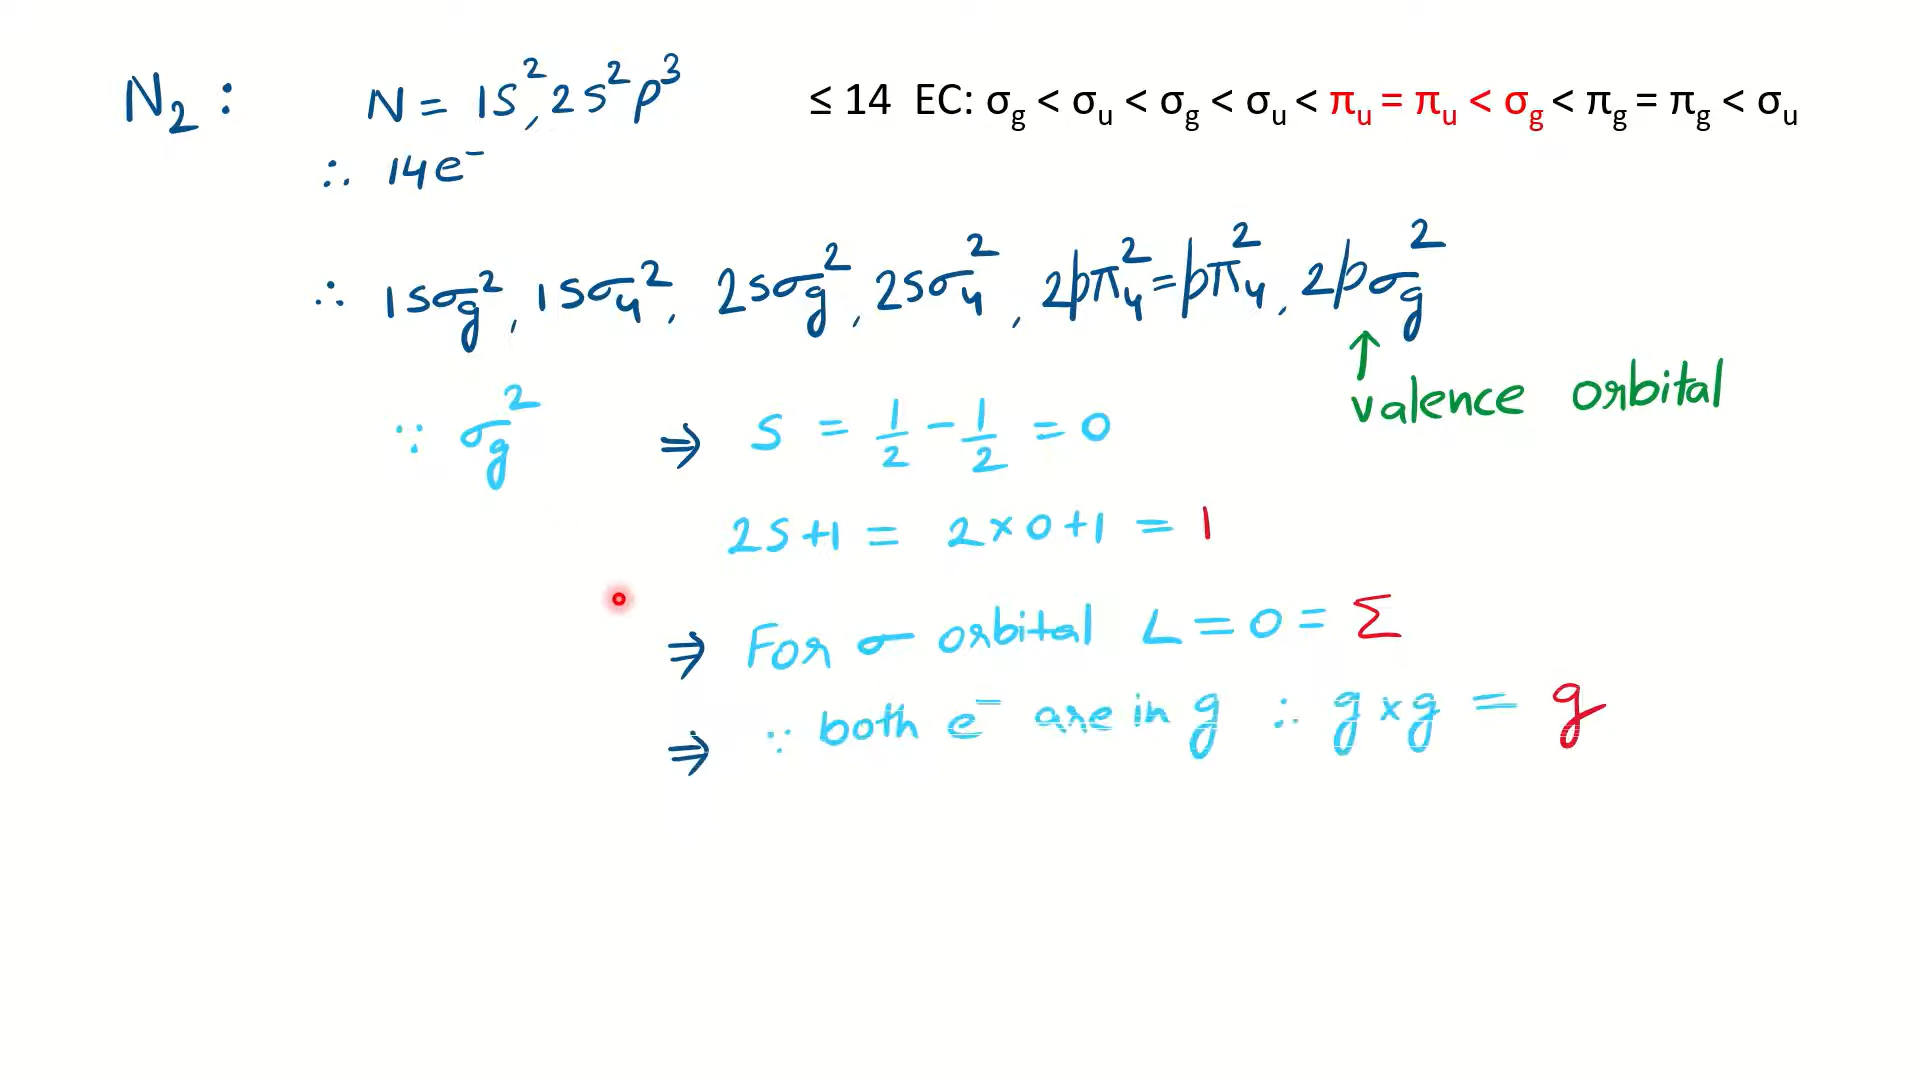 N₂ : N = 1S², 2S²p³ ≤ 14 EC: σg < σu < σg < σu < πu = πu < σg < πg = πg < σu
∴ 14e⁻
∴ 1sσg², 1sσu², 2sσg², 2sσu², 2pπu² = pπu², 2pσg²
↑
valence orbital
∵ σg² ⇒ S = 1/2 − 1/2 = 0
2S+1 = 2×0+1 = 1
⇒ For σ orbital L = 0 = Σ
⇒ ∵ both e⁻ are in g ∴ g×g = g